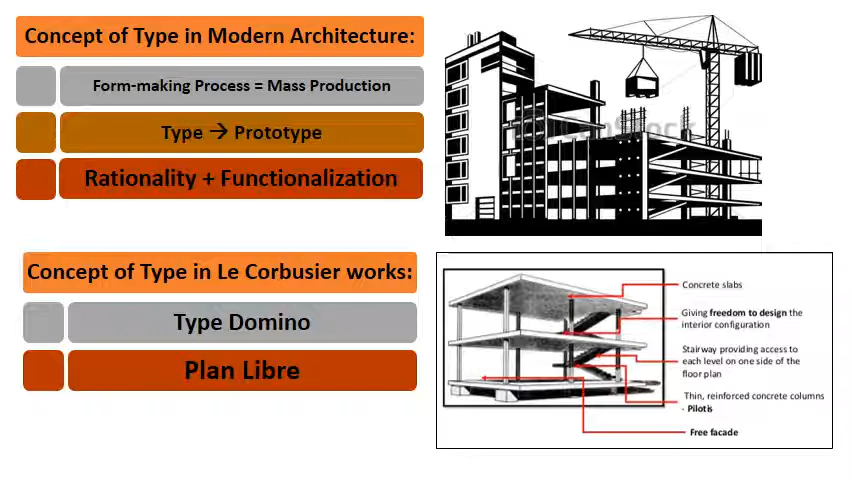 Concept of Type in Modern Architecture:
Form-making Process = Mass Production
Type → Prototype
Rationality + Functionalization
CanStock
Concept of Type in Le Corbusier works:
Type Domino
Plan Libre
Concrete slabs
Giving freedom to design the
interior configuration
Stairway providing access to
each level on one side of the
floor plan
Thin, reinforced concrete columns
- Pilotis
Free facade